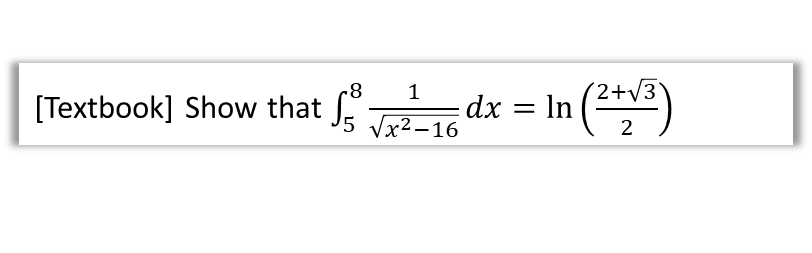 [Textbook] Show that ∫₅⁸ 1/√(x²−16) dx = ln((2+√3)/2)